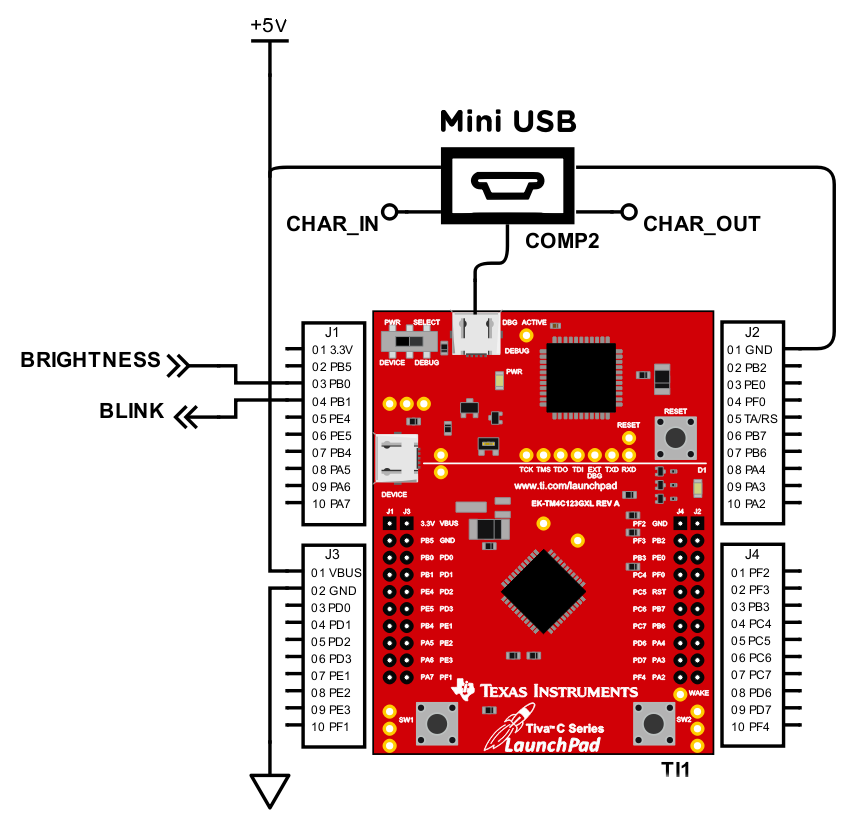 +5V
Mini USB
CHAR_IN
CHAR_OUT
COMP2
BRIGHTNESS
BLINK
J1
01 3.3V
02 PB5
03 PB0
04 PB1
05 PE4
06 PE5
07 PB4
08 PA5
09 PA6
10 PA7
J2
01 GND
02 PB2
03 PE0
04 PF0
05 TA/RS
06 PB7
07 PB6
08 PA4
09 PA3
10 PA2
J3
01 VBUS
02 GND
03 PD0
04 PD1
05 PD2
06 PD3
07 PE1
08 PE2
09 PE3
10 PF1
J4
01 PF2
02 PF3
03 PB3
04 PC4
05 PC5
06 PC6
07 PC7
08 PD6
09 PD7
10 PF4
PWR SELECT
DEVICE DEBUG
DBG ACTIVE
DEBUG
PWR
RESET
RESET
TCK TMS TDO TDI EXT TXD RXD
DBG
D1
DEVICE
www.ti.com/launchpad
EK-TM4C123GXL REV A
J1 J3
3.3V VBUS
PB5 GND
PB0 PD0
PB1 PD1
PE4 PD2
PE5 PD3
PB4 PE1
PA5 PE2
PA6 PE3
PA7 PF1
J4 J2
PF2 GND
PF3 PB2
PB3 PE0
PC4 PF0
PC5 RST
PC6 PB7
PC7 PB6
PD6 PA4
PD7 PA3
PF4 PA2
WAKE
TEXAS INSTRUMENTS
SW1
SW2
Tiva™ C Series
LaunchPad
TI1